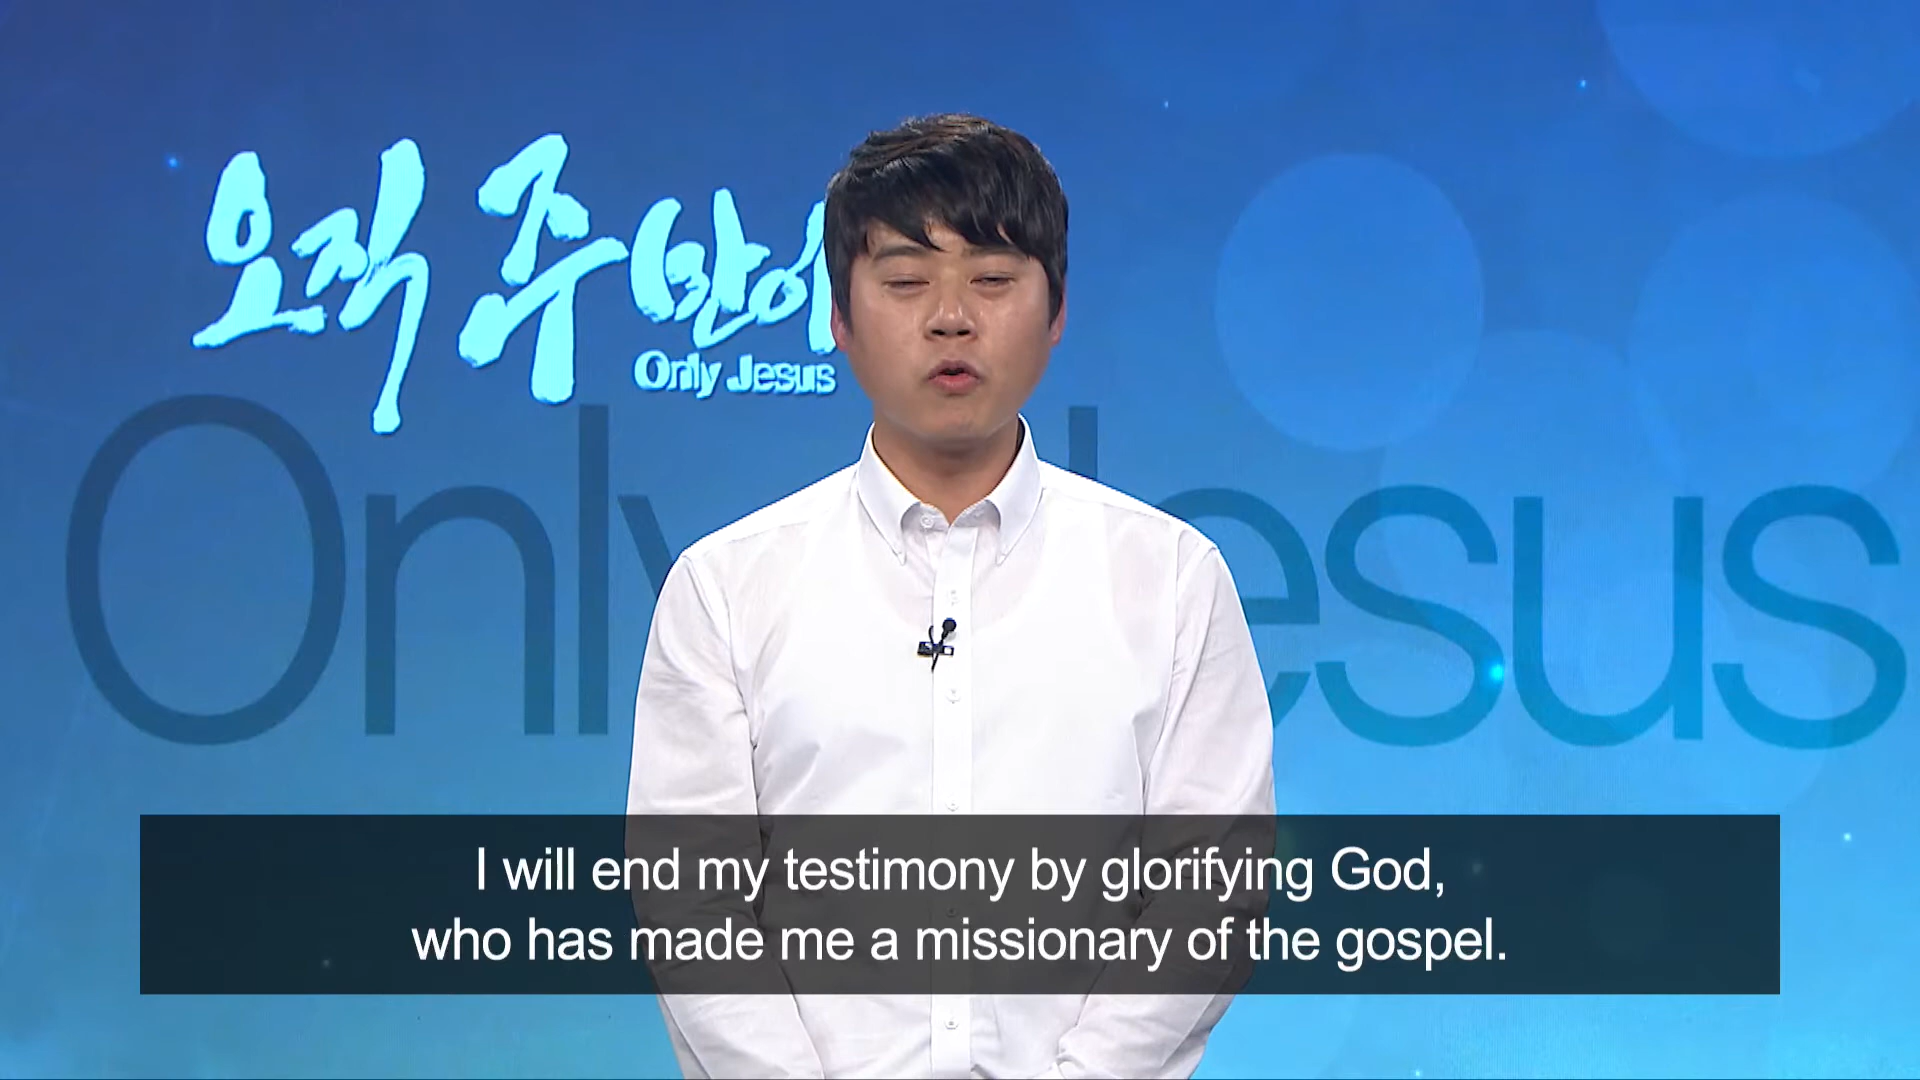 오직 주만이
Only Jesus
Only Jesus
I will end my testimony by glorifying God,
who has made me a missionary of the gospel.